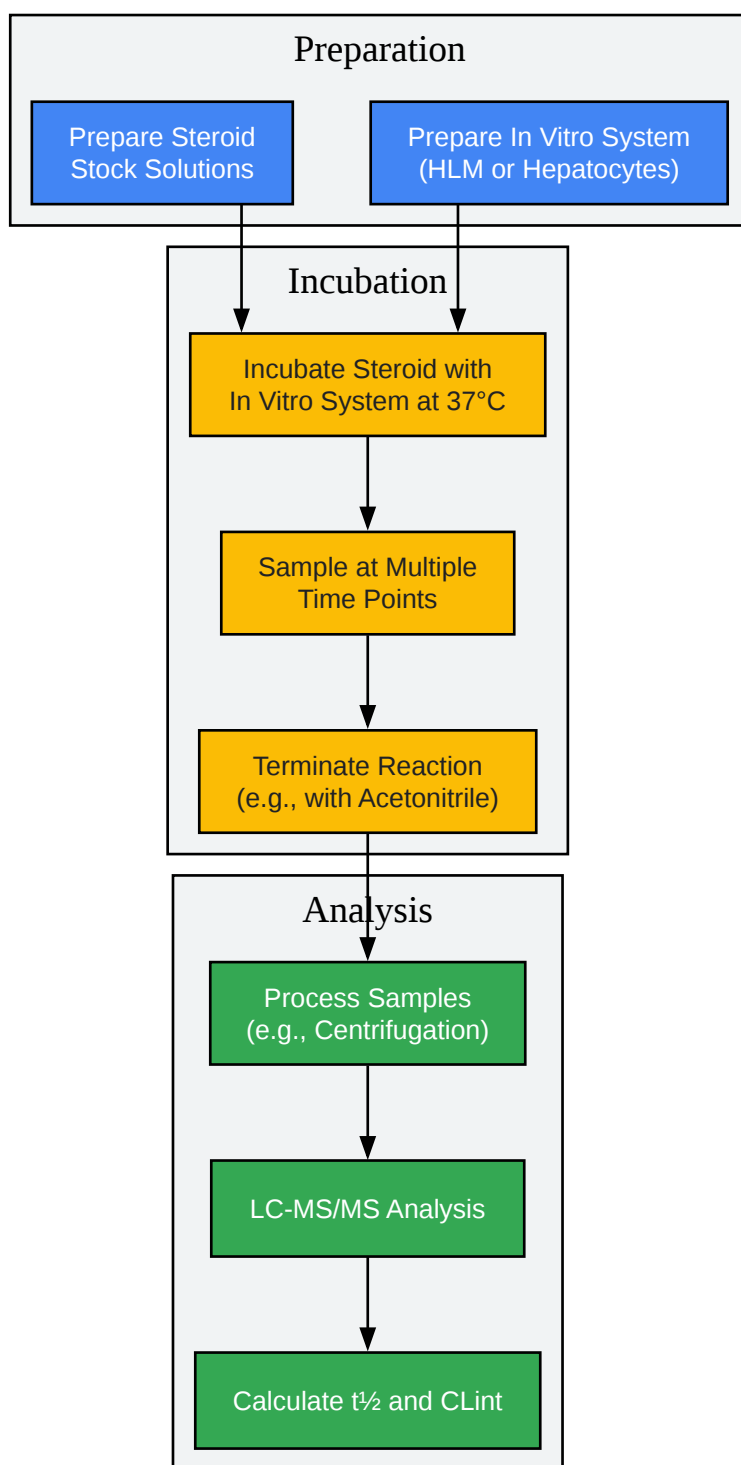 Preparation
Prepare Steroid
Stock Solutions
Prepare In Vitro System
(HLM or Hepatocytes)
Incubation
Incubate Steroid with
In Vitro System at 37°C
Sample at Multiple
Time Points
Terminate Reaction
(e.g., with Acetonitrile)
Analysis
Process Samples
(e.g., Centrifugation)
LC-MS/MS Analysis
Calculate t½ and CLint